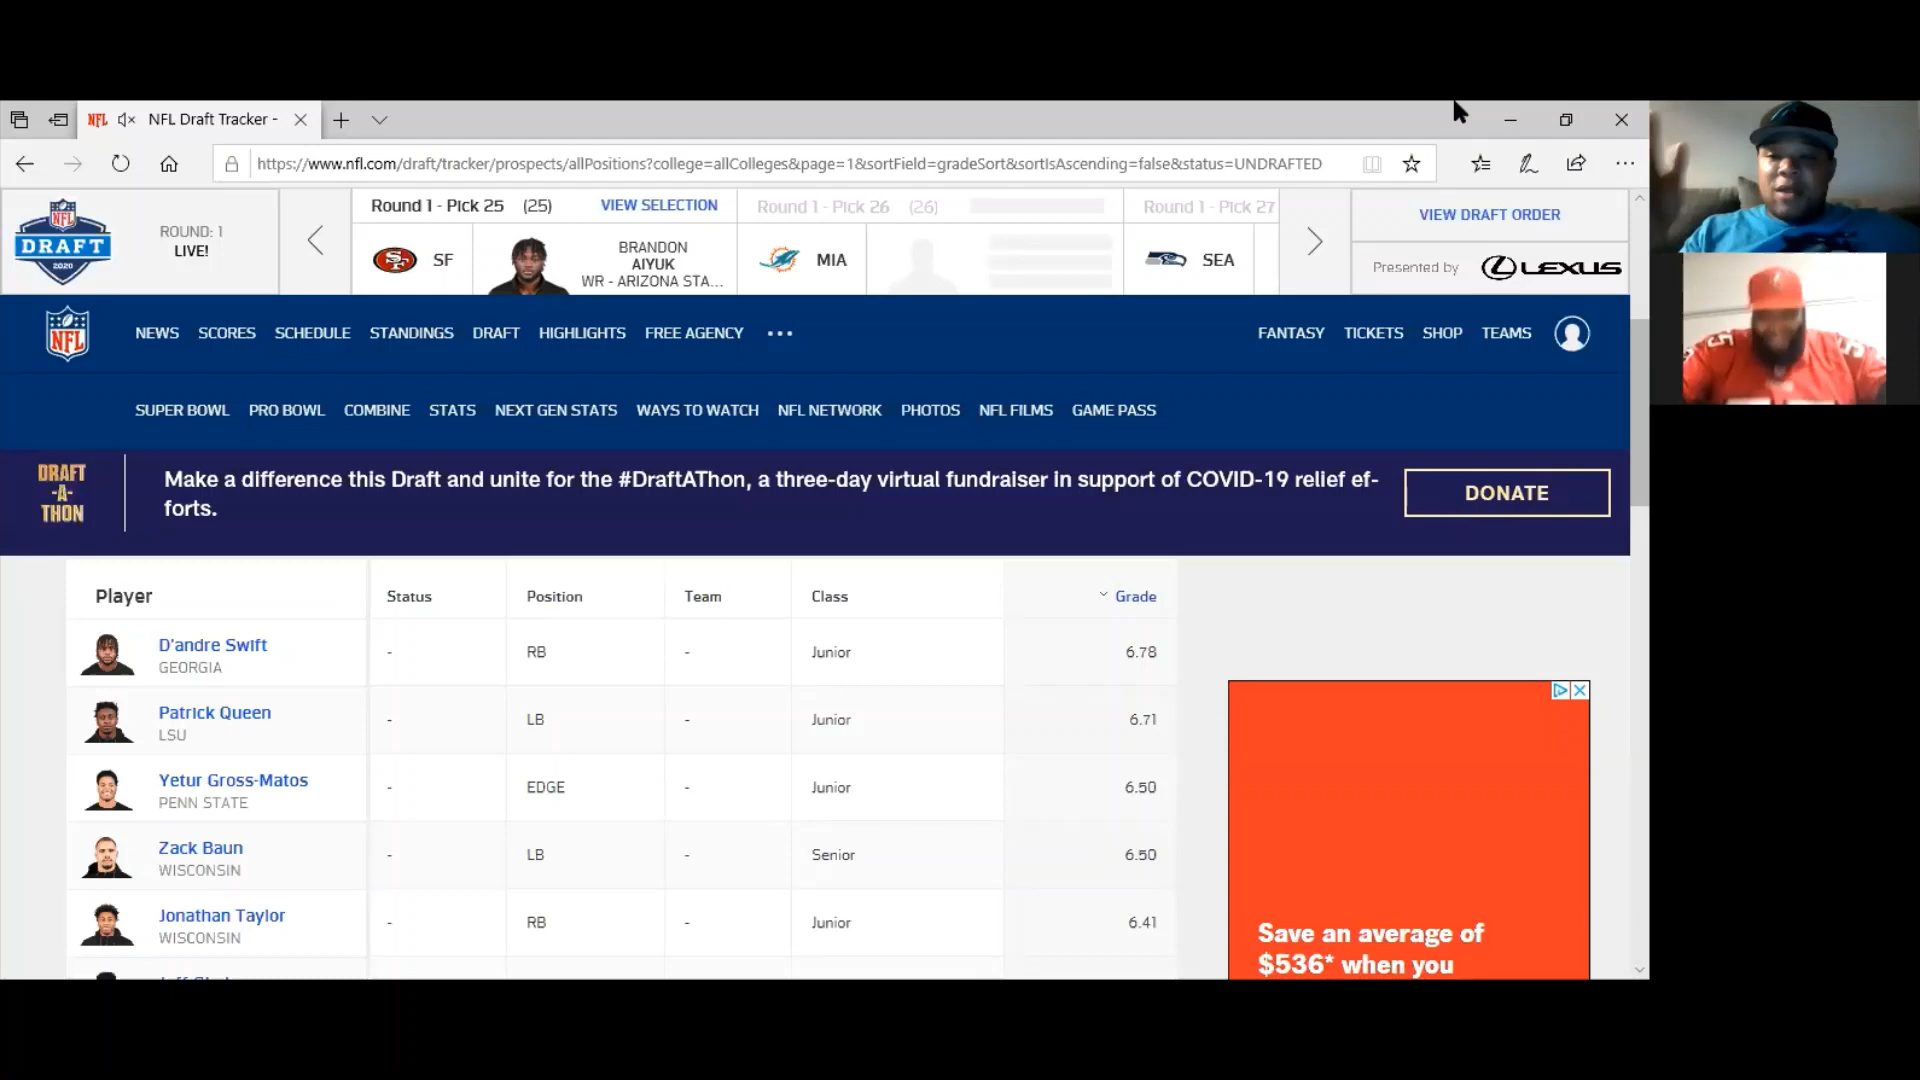 NFL Draft Tracker -
https://www.nfl.com/draft/tracker/prospects/allPositions?college=allColleges&page=1&sortField=gradeSort&sortIsAscending=false&status=UNDRAFTED
NFL
DRAFT
2020
ROUND: 1
LIVE!
Round 1 - Pick 25 (25) VIEW SELECTION
SF
BRANDON
AIYUK
WR - ARIZONA STA...
Round 1 - Pick 26 (26)
MIA
Round 1 - Pick 27
SEA
VIEW DRAFT ORDER
Presented by LEXUS
NFL
NEWS SCORES SCHEDULE STANDINGS DRAFT HIGHLIGHTS FREE AGENCY ••• FANTASY TICKETS SHOP TEAMS
SUPER BOWL PRO BOWL COMBINE STATS NEXT GEN STATS WAYS TO WATCH NFL NETWORK PHOTOS NFL FILMS GAME PASS
DRAFT
-A-
THON
Make a difference this Draft and unite for the #DraftAThon, a three-day virtual fundraiser in support of COVID-19 relief ef-
forts.
DONATE
Player Status Position Team Class Grade
D'andre Swift
GEORGIA
- RB - Junior 6.78
Patrick Queen
LSU
- LB - Junior 6.71
Yetur Gross-Matos
PENN STATE
- EDGE - Junior 6.50
Zack Baun
WISCONSIN
- LB - Senior 6.50
Jonathan Taylor
WISCONSIN
- RB - Junior 6.41
Save an average of
$536* when you